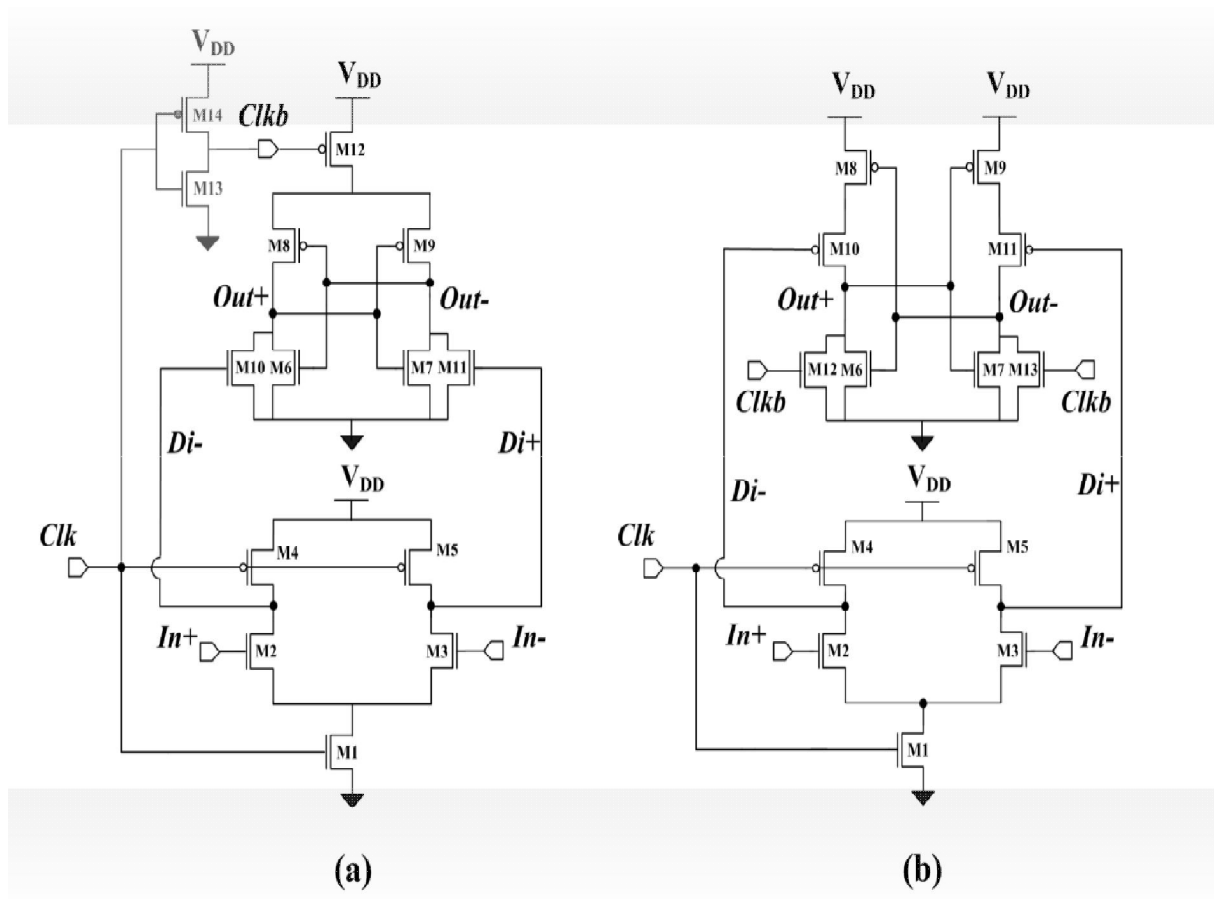 VDD
M14
Clkb
VDD
M12
M13
M8
M9
Out+
Out-
M10
M6
M7
M11
Di-
Di+
VDD
Clk
M4
M5
In+
M2
M3
In-
M1
(a)
VDD
VDD
M8
M9
M10
M11
Out+
Out-
M12
M6
M7
M13
Clkb
Clkb
Di-
Di+
VDD
Clk
M4
M5
In+
M2
M3
In-
M1
(b)